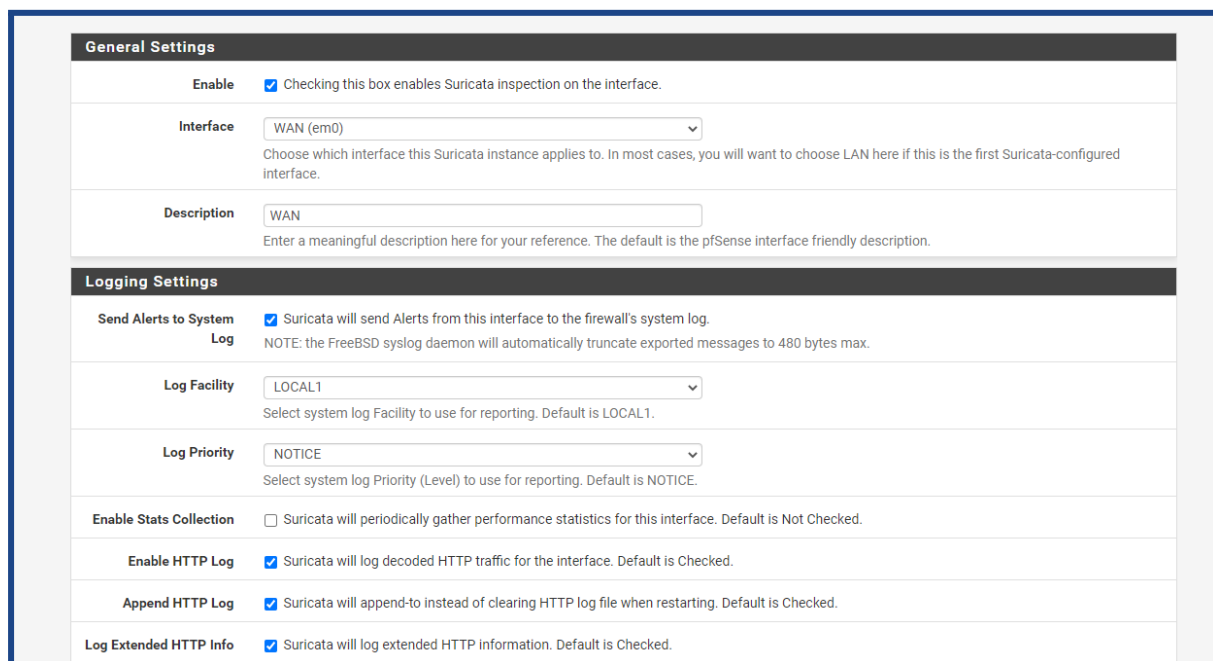 General Settings
Enable
Checking this box enables Suricata inspection on the interface.
Interface
WAN (em0)
Choose which interface this Suricata instance applies to. In most cases, you will want to choose LAN here if this is the first Suricata-configured
interface.
Description
WAN
Enter a meaningful description here for your reference. The default is the pfSense interface friendly description.
Logging Settings
Send Alerts to System
Log
Suricata will send Alerts from this interface to the firewall's system log.
NOTE: the FreeBSD syslog daemon will automatically truncate exported messages to 480 bytes max.
Log Facility
LOCAL1
Select system log Facility to use for reporting. Default is LOCAL1.
Log Priority
NOTICE
Select system log Priority (Level) to use for reporting. Default is NOTICE.
Enable Stats Collection
Suricata will periodically gather performance statistics for this interface. Default is Not Checked.
Enable HTTP Log
Suricata will log decoded HTTP traffic for the interface. Default is Checked.
Append HTTP Log
Suricata will append-to instead of clearing HTTP log file when restarting. Default is Checked.
Log Extended HTTP Info
Suricata will log extended HTTP information. Default is Checked.